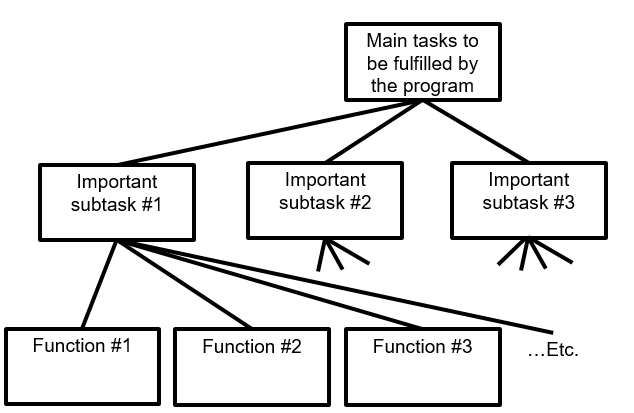 Main tasks to
be fulfilled by
the program
Important
subtask #1
Important
subtask #2
Important
subtask #3
Function #1
Function #2
Function #3
...Etc.